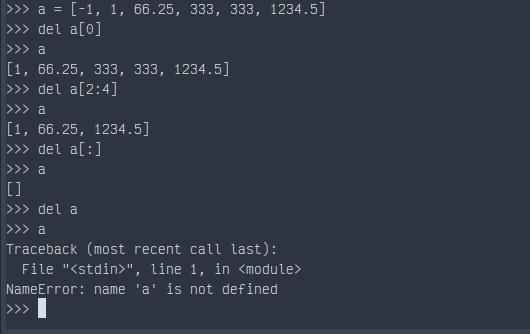 >>> a = [-1, 1, 66.25, 333, 333, 1234.5]
>>> del a[0]
>>> a
[1, 66.25, 333, 333, 1234.5]
>>> del a[2:4]
>>> a
[1, 66.25, 1234.5]
>>> del a[:]
>>> a
[]
>>> del a
>>> a
Traceback (most recent call last):
  File "<stdin>", line 1, in <module>
NameError: name 'a' is not defined
>>>